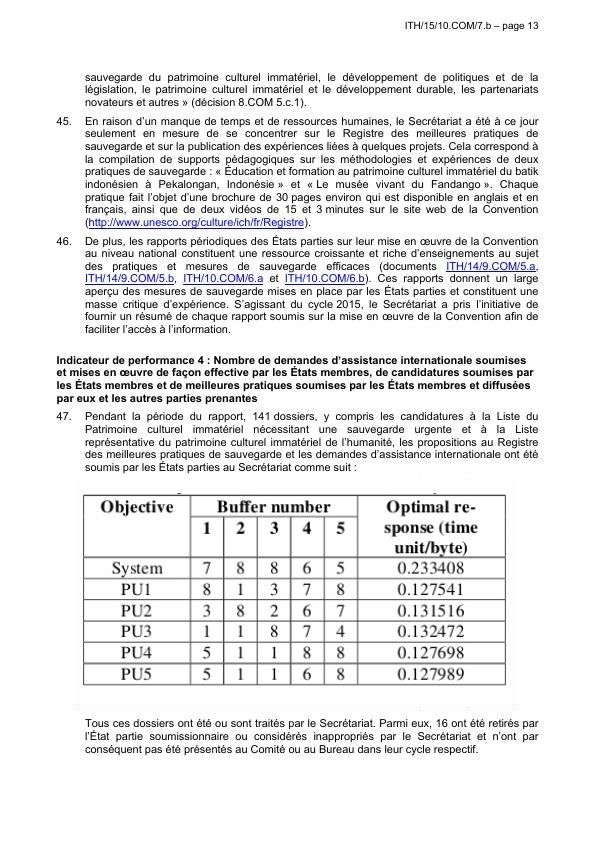 ITH/15/10.COM/7.b – page 13
sauvegarde du patrimoine culturel immatériel, le développement de politiques et de la
législation, le patrimoine culturel immatériel et le développement durable, les partenariats
novateurs et autres » (décision 8.COM 5.c.1).
45. En raison d’un manque de temps et de ressources humaines, le Secrétariat a été à ce jour
seulement en mesure de se concentrer sur le Registre des meilleures pratiques de
sauvegarde et sur la publication des expériences liées à quelques projets. Cela correspond à
la compilation de supports pédagogiques sur les méthodologies et expériences de deux
pratiques de sauvegarde : « Éducation et formation au patrimoine culturel immatériel du batik
indonésien à Pekalongan, Indonésie » et « Le musée vivant du Fandango ». Chaque
pratique fait l’objet d’une brochure de 30 pages environ qui est disponible en anglais et en
français, ainsi que de deux vidéos de 15 et 3 minutes sur le site web de la Convention
(http://www.unesco.org/culture/ich/fr/Registre).
46. De plus, les rapports périodiques des États parties sur leur mise en œuvre de la Convention
au niveau national constituent une ressource croissante et riche d’enseignements au sujet
des pratiques et mesures de sauvegarde efficaces (documents ITH/14/9.COM/5.a,
ITH/14/9.COM/5.b, ITH/10.COM/6.a et ITH/10.COM/6.b). Ces rapports donnent un large
aperçu des mesures de sauvegarde mises en place par les États parties et constituent une
masse critique d’expérience. S’agissant du cycle 2015, le Secrétariat a pris l’initiative de
fournir un résumé de chaque rapport soumis sur la mise en œuvre de la Convention afin de
faciliter l’accès à l’information.
Indicateur de performance 4 : Nombre de demandes d’assistance internationale soumises
et mises en œuvre de façon effective par les États membres, de candidatures soumises par
les États membres et de meilleures pratiques soumises par les États membres et diffusées
par eux et les autres parties prenantes
47. Pendant la période du rapport, 141 dossiers, y compris les candidatures à la Liste du
Patrimoine culturel immatériel nécessitant une sauvegarde urgente et à la Liste
représentative du patrimoine culturel immatériel de l’humanité, les propositions au Registre
des meilleures pratiques de sauvegarde et les demandes d’assistance internationale ont été
soumis par les États parties au Secrétariat comme suit :
Objective Buffer number Optimal re-
1 2 3 4 5 sponse (time
unit/byte)
System 7 8 8 6 5 0.233408
PU1 8 1 3 7 8 0.127541
PU2 3 8 2 6 7 0.131516
PU3 1 1 8 7 4 0.132472
PU4 5 1 1 8 8 0.127698
PU5 5 1 1 6 8 0.127989
Tous ces dossiers ont été ou sont traités par le Secrétariat. Parmi eux, 16 ont été retirés par
l’État partie soumissionnaire ou considérés inappropriés par le Secrétariat et n’ont par
conséquent pas été présentés au Comité ou au Bureau dans leur cycle respectif.